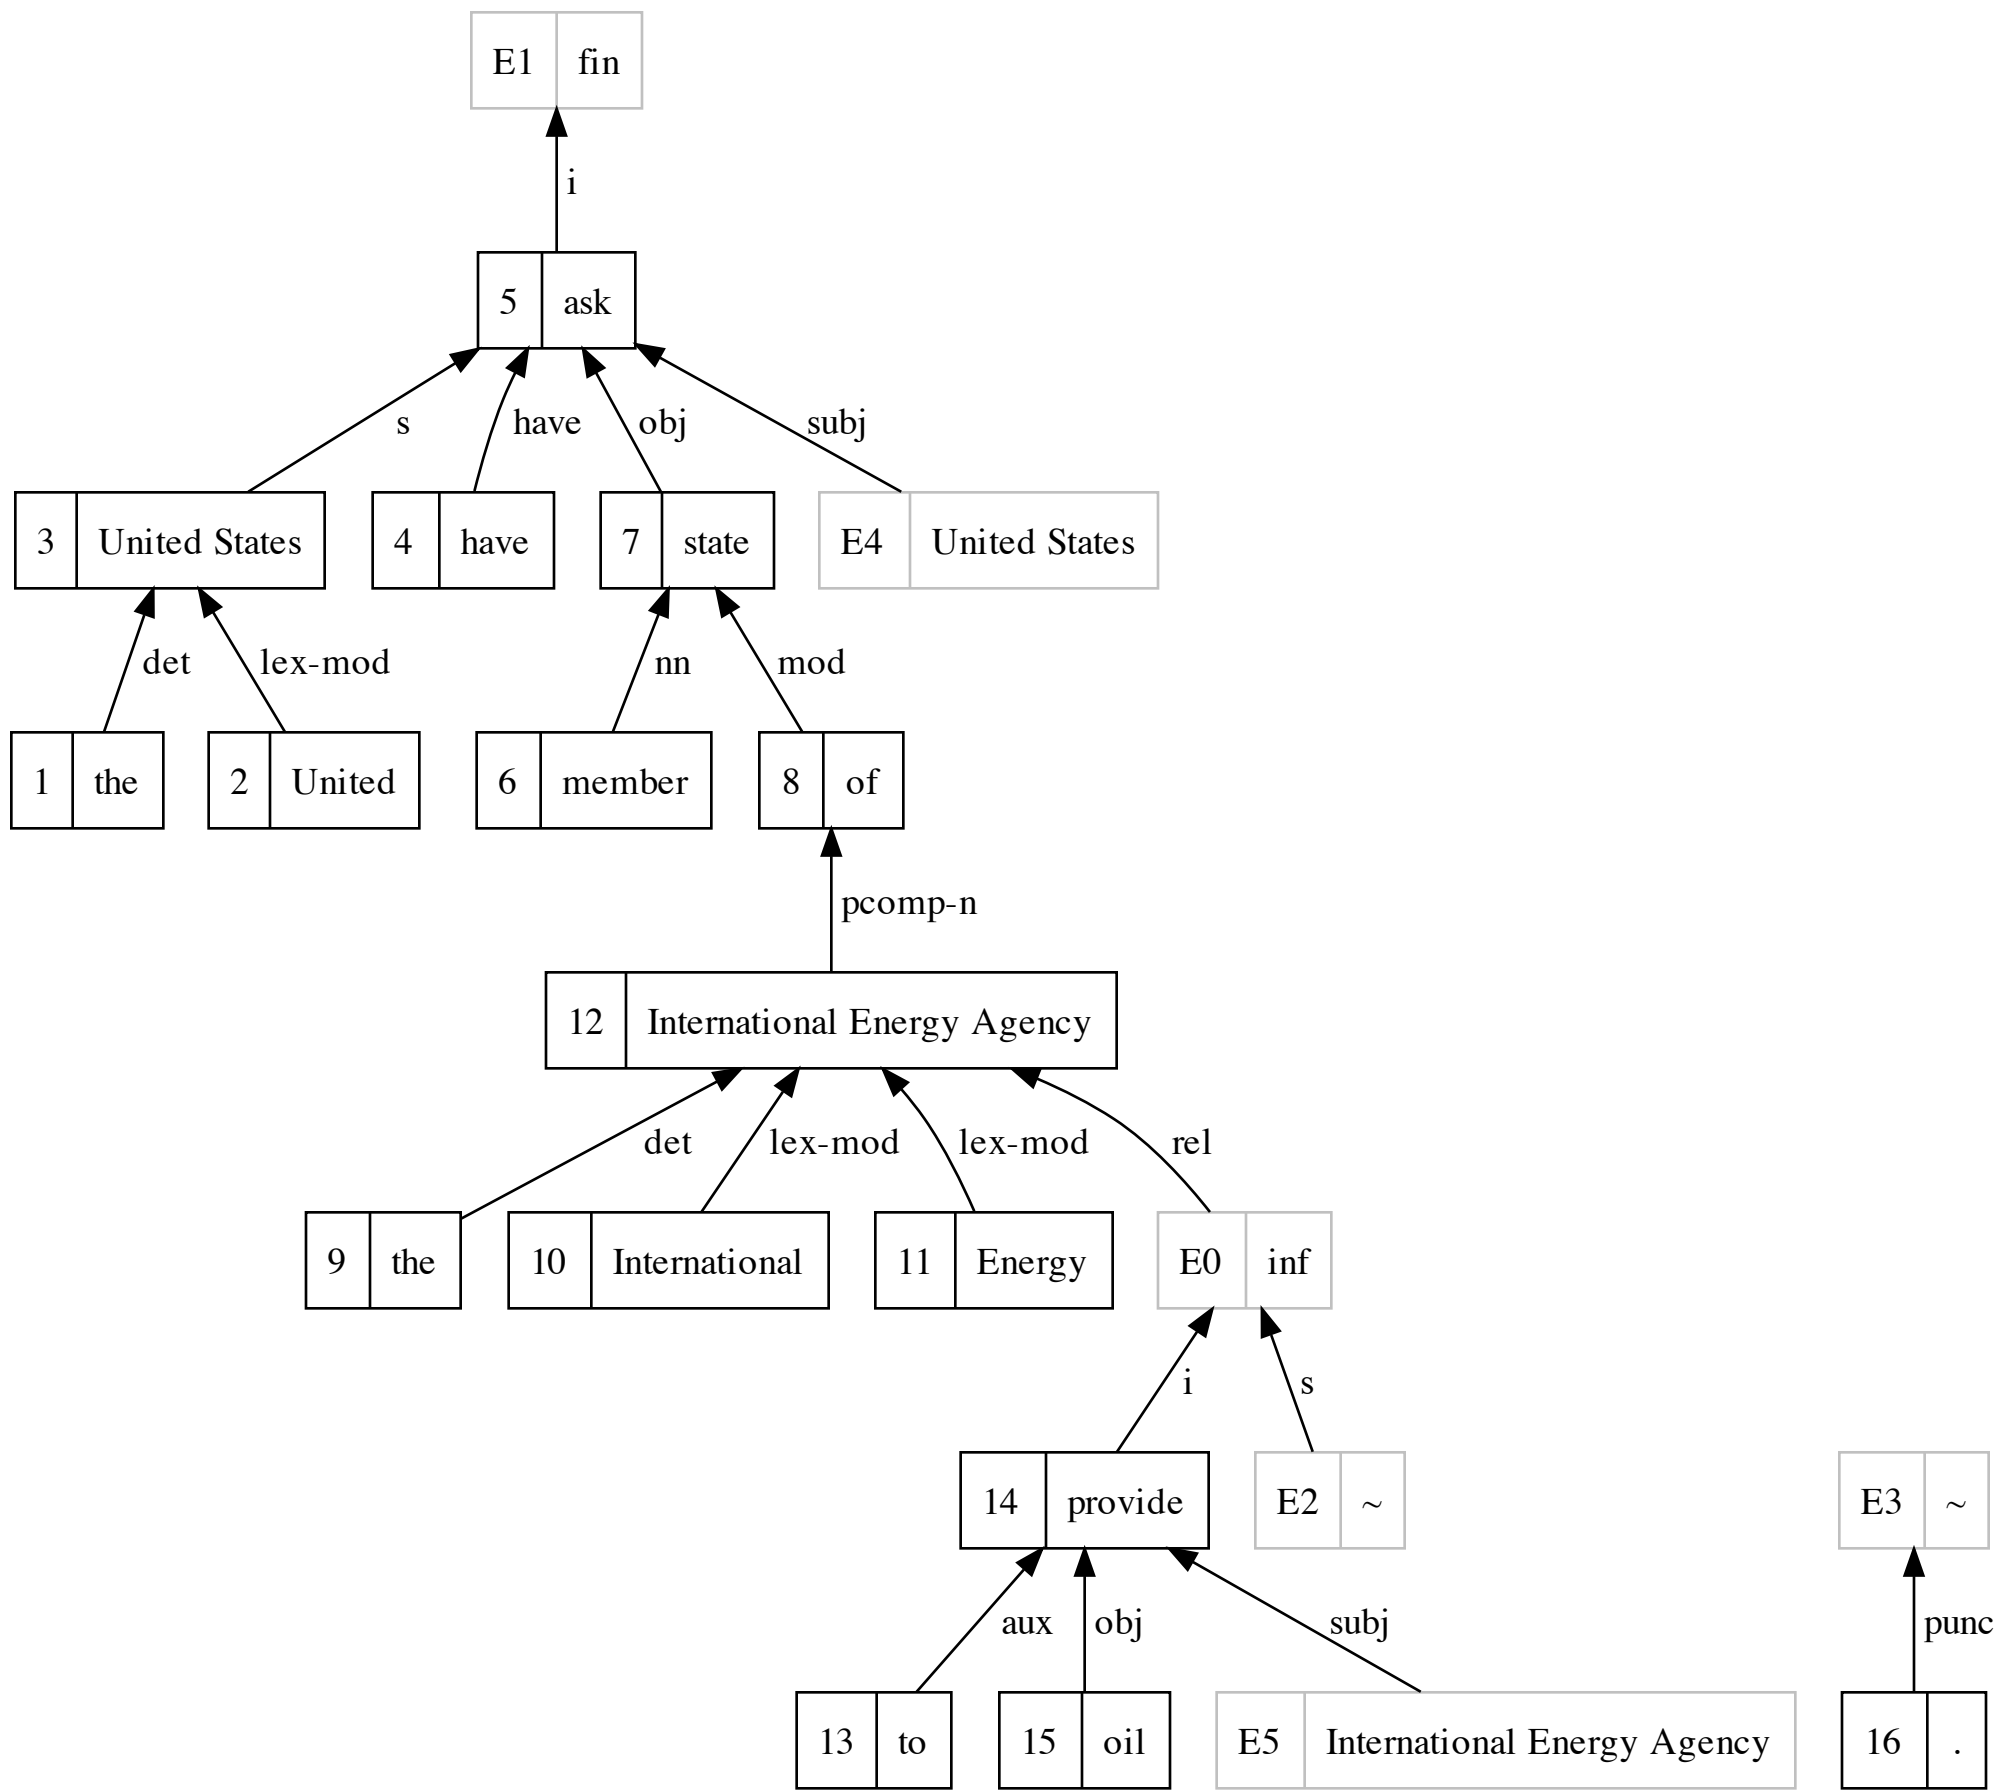 E1 fin
i
5 ask
s have obj subj
3 United States 4 have 7 state E4 United States
det lex-mod nn mod
1 the 2 United 6 member 8 of
pcomp-n
12 International Energy Agency
det lex-mod lex-mod rel
9 the 10 International 11 Energy E0 inf
i s
14 provide E2 ~ E3 ~
aux obj subj punc
13 to 15 oil E5 International Energy Agency 16 .